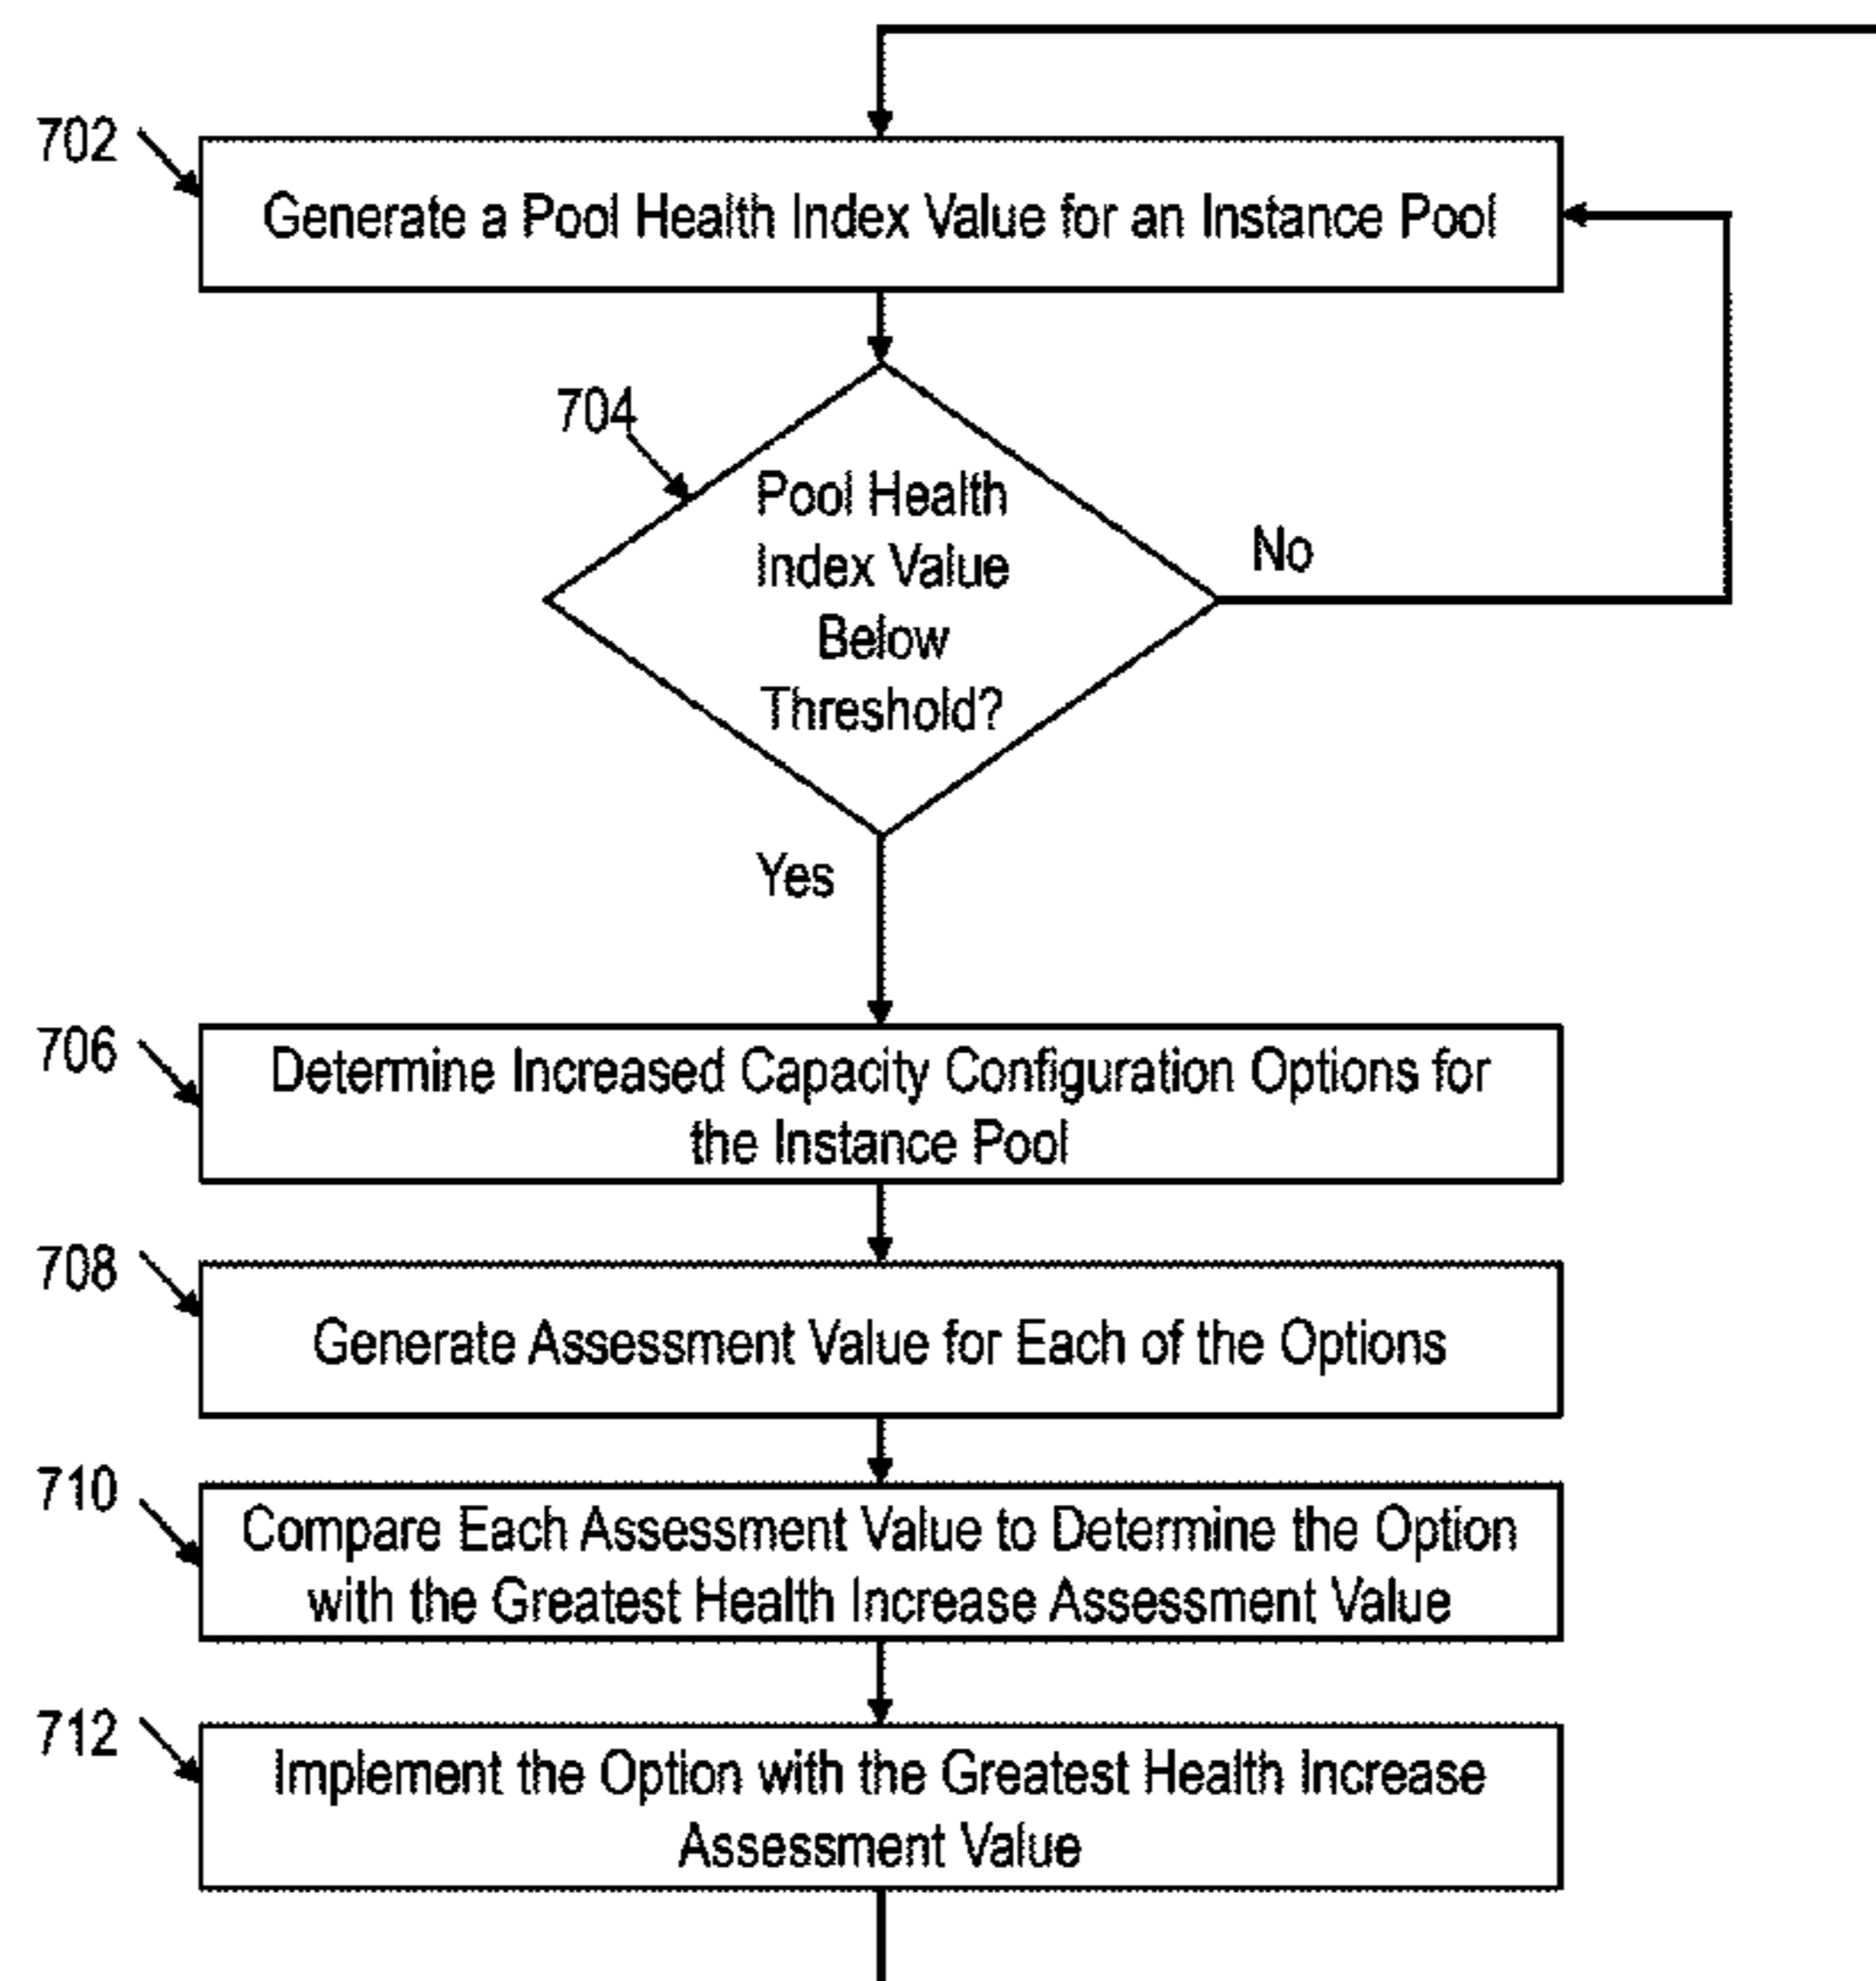 702
Generate a Pool Health Index Value for an Instance Pool
704
Pool Health
Index Value
Below
Threshold?
No
Yes
706
Determine Increased Capacity Configuration Options for
the Instance Pool
708
Generate Assessment Value for Each of the Options
710
Compare Each Assessment Value to Determine the Option
with the Greatest Health Increase Assessment Value
712
Implement the Option with the Greatest Health Increase
Assessment Value